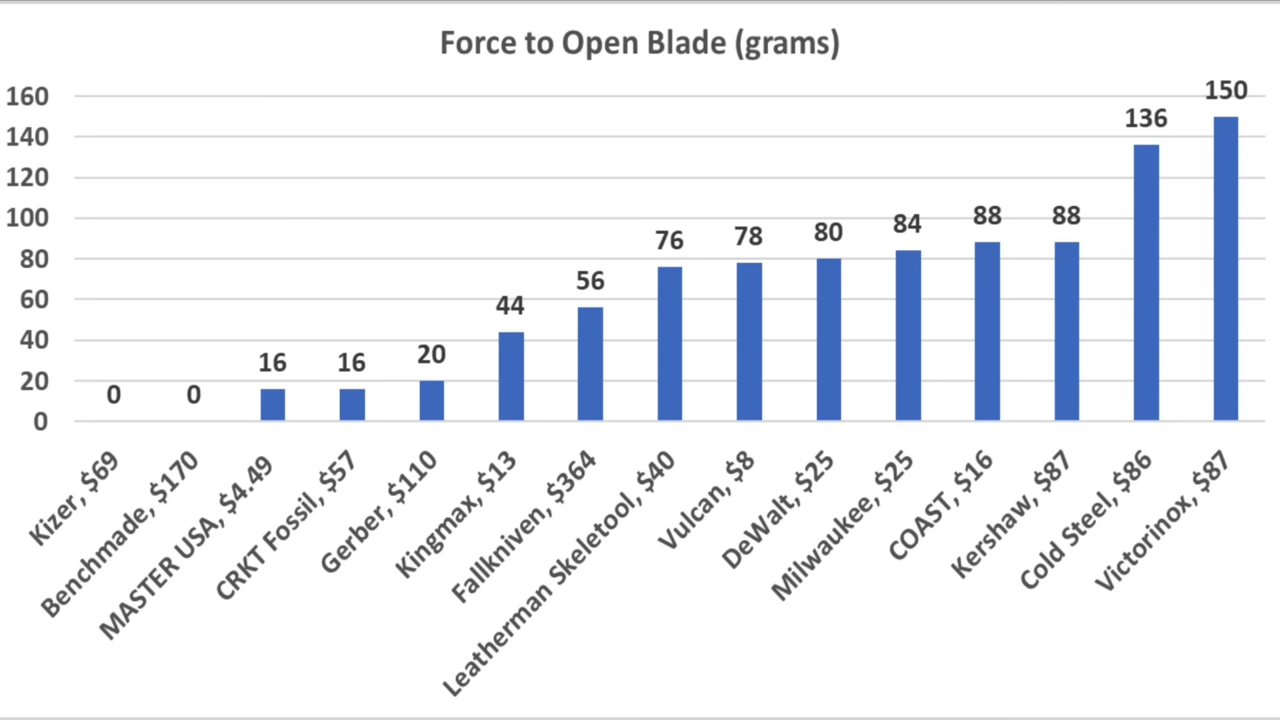 Force to Open Blade (grams)
160
140
120
100
80
60
40
20
0
0
0
16
16
20
44
56
76
78
80
84
88
88
136
150
Kizer, $69
Benchmade, $170
MASTER USA, $4.49
CRKT Fossil, $57
Gerber, $110
Kingmax, $13
Fallkniven, $364
Leatherman Skeletool, $40
Vulcan, $8
DeWalt, $25
Milwaukee, $25
COAST, $16
Kershaw, $87
Cold Steel, $86
Victorinox, $87